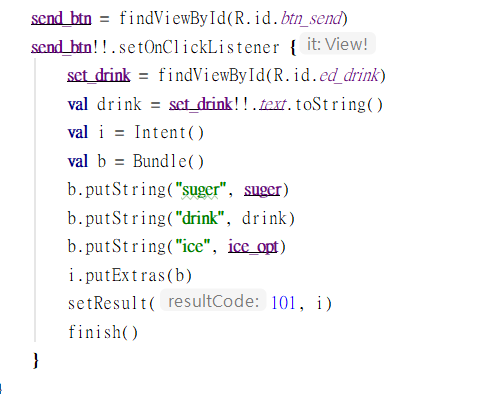 send_btn = findViewById(R.id.btn_send)
send_btn!!.setOnClickListener { it: View!
set_drink = findViewById(R.id.ed_drink)
val drink = set_drink!!.text.toString()
val i = Intent()
val b = Bundle()
b.putString("suger", suger)
b.putString("drink", drink)
b.putString("ice", ice_opt)
i.putExtras(b)
setResult( resultCode: 101, i)
finish()
}
}